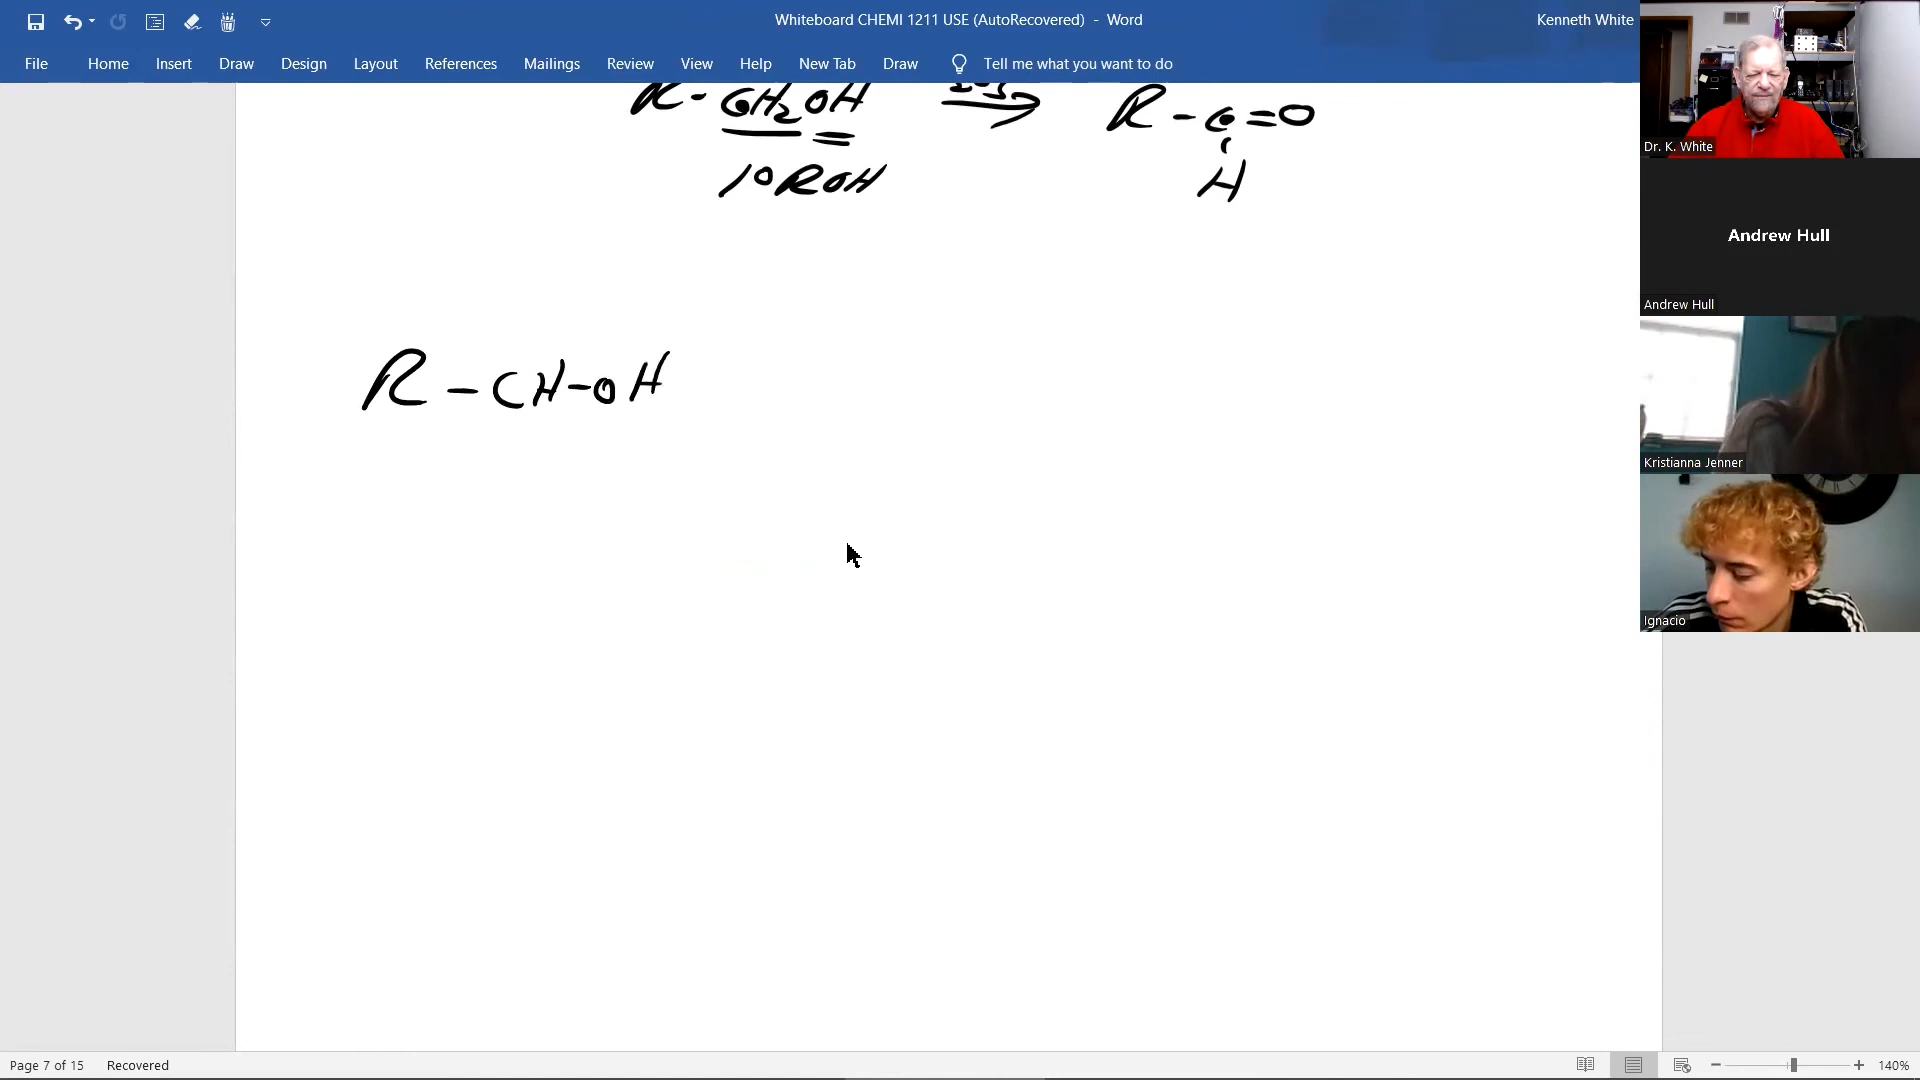 Whiteboard CHEMI 1211 USE (AutoRecovered) - Word
Kenneth White
File Home Insert Draw Design Layout References Mailings Review View Help New Tab Draw Tell me what you want to do
R - CH2OH R - C = O
1° ROH H
R - CH - OH
Dr. K. White
Andrew Hull
Andrew Hull
Kristianna Jenner
Ignacio
Page 7 of 15 Recovered 140%